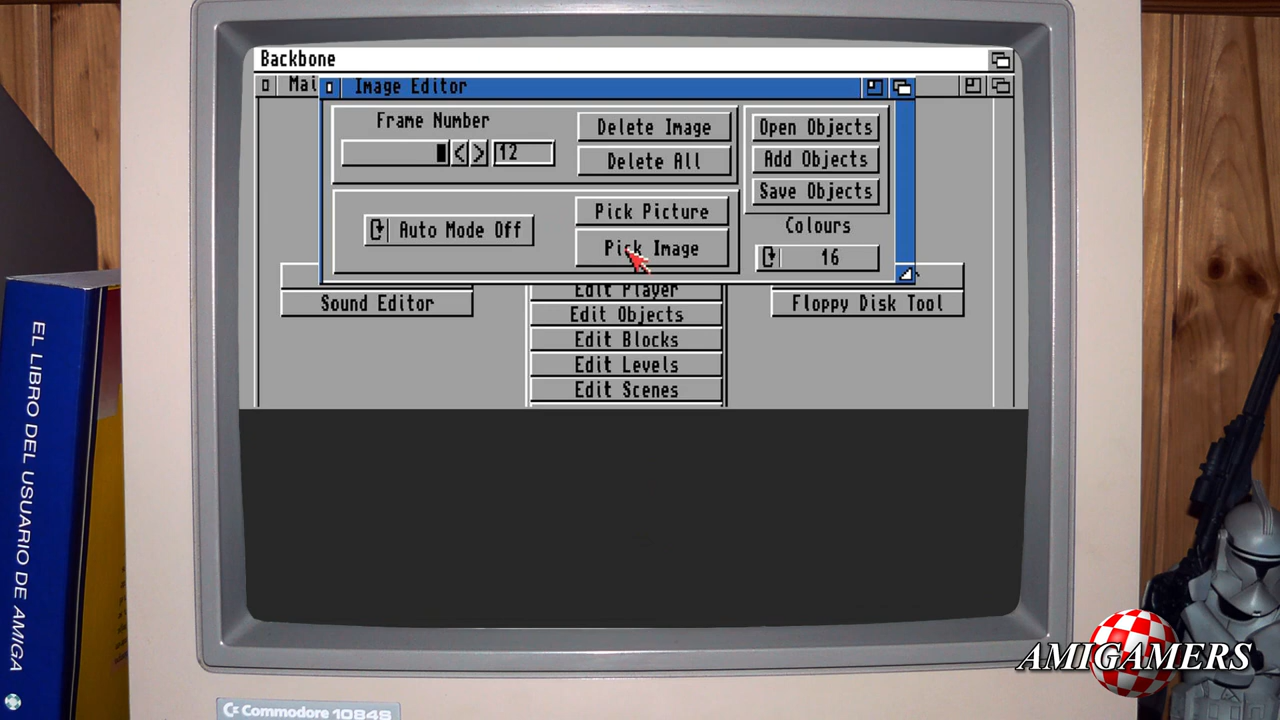 Backbone
Mai
Image Editor
Frame Number
12
Delete Image
Delete All
Open Objects
Add Objects
Save Objects
Auto Mode Off
Pick Picture
Pick Image
Colours
16
Sound Editor
Edit Player
Edit Objects
Edit Blocks
Edit Levels
Edit Scenes
Floppy Disk Tool
EL LIBRO DEL USUARIO DE AMIGA
AMIGAMERS
Commodore 1084S